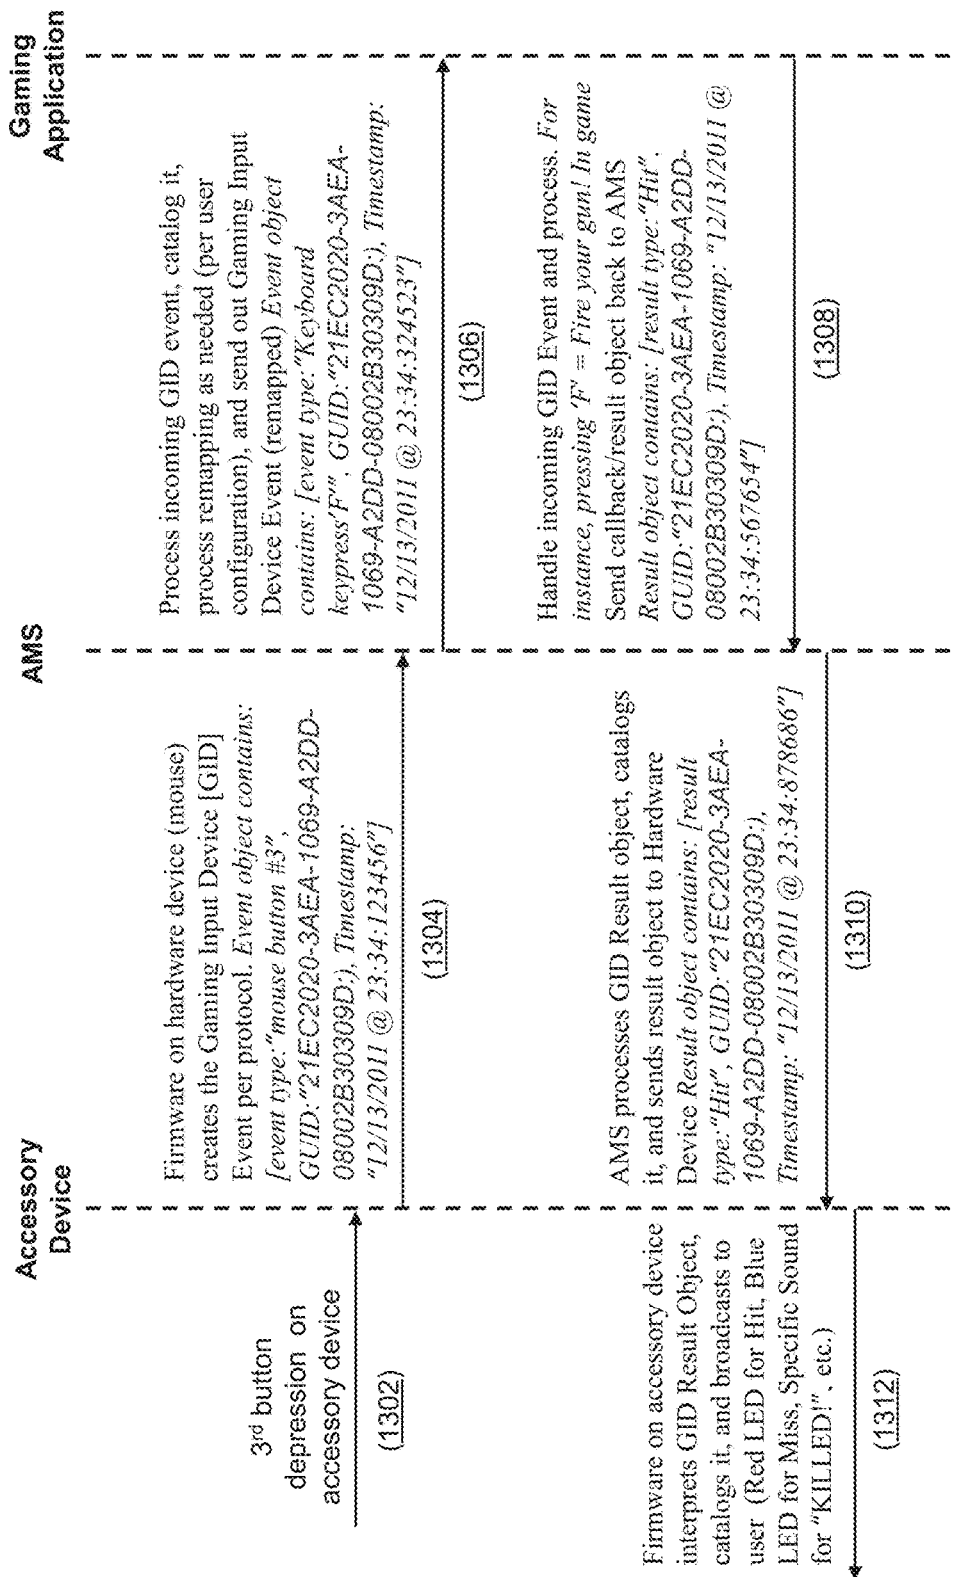 Accessory
Device
AMS
Gaming
Application
3rd button
depression on
accessory device
(1302)
Firmware on hardware device (mouse)
creates the Gaming Input Device [GID]
Event per protocol. Event object contains:
[event type:"mouse button #3",
GUID:"21EC2020-3AEA-1069-A2DD-
08002B30309D:), Timestamp:
"12/13/2011 @ 23:34:123456"]
(1304)
Process incoming GID event, catalog it,
process remapping as needed (per user
configuration), and send out Gaming Input
Device Event (remapped) Event object
contains: [event type:"Keyboard
keypress'F'", GUID:"21EC2020-3AEA-
1069-A2DD-08002B30309D:), Timestamp:
"12/13/2011 @ 23:34:324523"]
(1306)
Handle incoming GID Event and process. For
instance, pressing 'F' = Fire your gun! In game
Send callback/result object back to AMS
Result object contains: [result type:"Hit",
GUID:"21EC2020-3AEA-1069-A2DD-
08002B30309D:), Timestamp: "12/13/2011 @
23:34:567654"]
(1308)
AMS processes GID Result object, catalogs
it, and sends result object to Hardware
Device Result object contains: [result
type:"Hit", GUID:"21EC2020-3AEA-
1069-A2DD-08002B30309D:),
Timestamp: "12/13/2011 @ 23:34:878686"]
(1310)
Firmware on accessory device
interprets GID Result Object,
catalogs it, and broadcasts to
user (Red LED for Hit, Blue
LED for Miss, Specific Sound
for "KILLED!", etc.)
(1312)